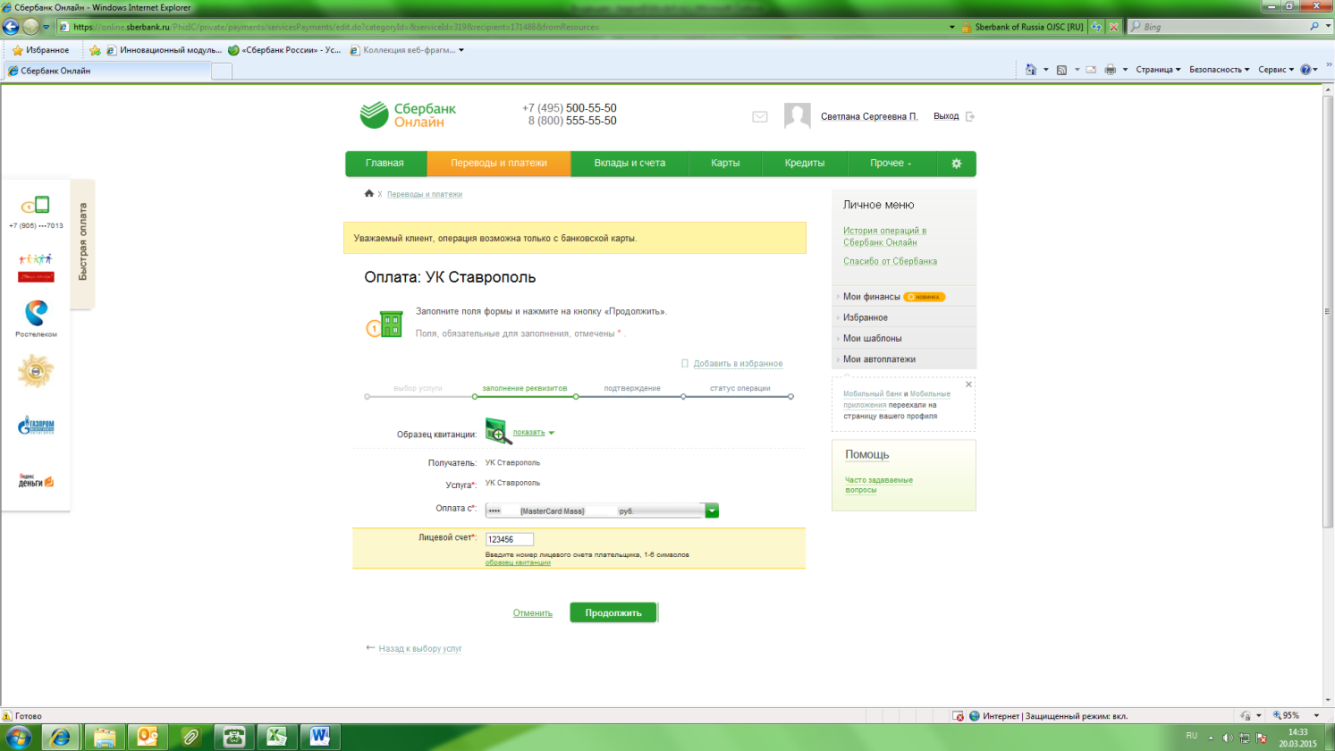 Сбербанк Онлайн - Windows Internet Explorer
https://online.sberbank.ru/PhizIC/private/payments/servicesPayments/edit.do?
Sberbank of Russia OJSC [RU]
Bing
Избранное
Инновационный модуль...
«Сбербанк России» - Ус...
Коллекция веб-фрагм...
Сбербанк Онлайн
Страница
Безопасность
Сервис
Сбербанк
Онлайн
+7 (495) 500-55-50
8 (800) 555-55-50
Светлана Сергеевна П.
Выход
Главная
Переводы и платежи
Вклады и счета
Карты
Кредиты
Прочее
X Переводы и платежи
Быстрая оплата
+7 (905) ---7013
Ростелеком
ГАЗПРОМ
Яндекс
деньги
Уважаемый клиент, операция возможна только с банковской карты.
Оплата: УК Ставрополь
Заполните поля формы и нажмите на кнопку «Продолжить».
Поля, обязательные для заполнения, отмечены * .
Добавить в избранное
выбор услуги
заполнение реквизитов
подтверждение
статус операции
Образец квитанции:
показать
Получатель: УК Ставрополь
Услуга*: УК Ставрополь
Оплата с*: •••• [MasterCard Mass] руб.
Лицевой счет*: 123456
Введите номер лицевого счета плательщика, 1-6 символов
образец квитанции
Отменить
Продолжить
← Назад к выбору услуг
Личное меню
История операций в
Сбербанк Онлайн
Спасибо от Сбербанка
Мои финансы НОВИНКА
Избранное
Мои шаблоны
Мои автоплатежи
Мобильный банк и Мобильные
приложения переехали на
страницу вашего профиля
Помощь
Часто задаваемые
вопросы
Готово
Интернет | Защищенный режим: вкл.
95%
RU
14:33
20.03.2015